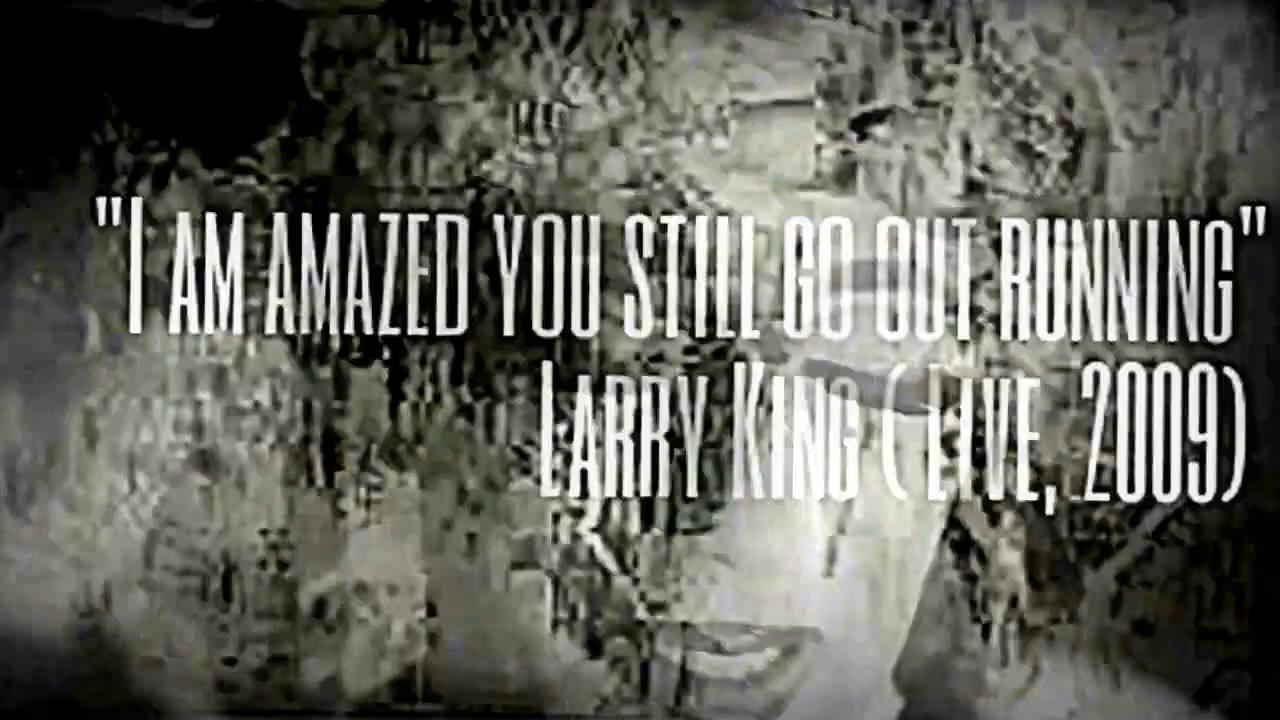 "I AM AMAZED YOU STILL GO OUT RUNNING"
LARRY KING (LIVE, 2009)